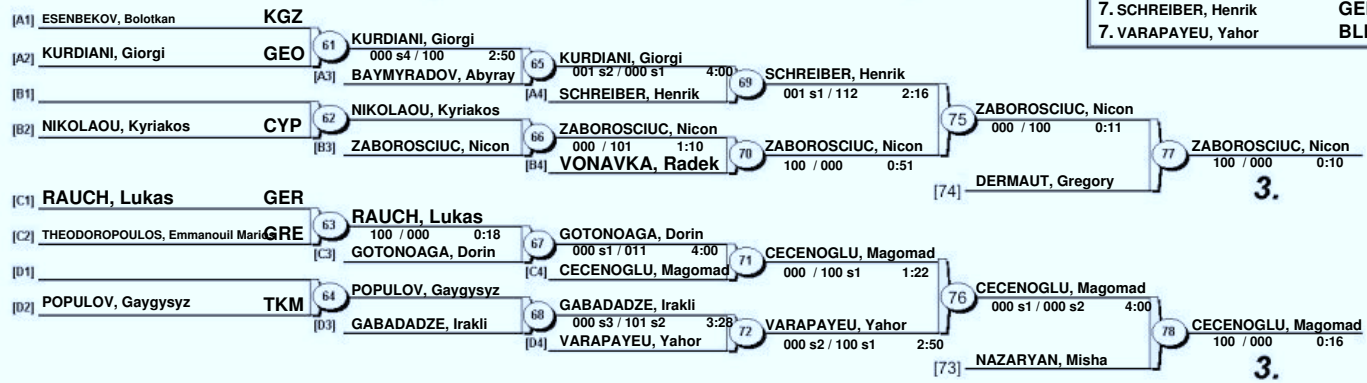 7. SCHREIBER, Henrik
7. VARAPAYEU, Yahor
[A1] ESENBEKOV, Bolotkan KGZ
[A2] KURDIANI, Giorgi GEO
61 KURDIANI, Giorgi
000 s4 / 100 2:50
[A3] BAYMYRADOV, Abyray
65 KURDIANI, Giorgi
001 s2 / 000 s1 4:00
[A4] SCHREIBER, Henrik
69 SCHREIBER, Henrik
001 s1 / 112 2:16
[B1]
[B2] NIKOLAOU, Kyriakos CYP
62 NIKOLAOU, Kyriakos
[B3] ZABOROSCIUC, Nicon
66 ZABOROSCIUC, Nicon
000 / 101 1:10
[B4] VONAVKA, Radek
70 ZABOROSCIUC, Nicon
100 / 000 0:51
75 ZABOROSCIUC, Nicon
000 / 100 0:11
[74] DERMAUT, Gregory
77 ZABOROSCIUC, Nicon
100 / 000 0:10
3.
[C1] RAUCH, Lukas GER
[C2] THEODOROPOULOS, Emmanouil GRE
63 RAUCH, Lukas
100 / 000 0:18
[C3] GOTONOAGA, Dorin
67 GOTONOAGA, Dorin
000 s1 / 011 4:00
[C4] CECENOGLU, Magomad
71 CECENOGLU, Magomad
000 / 100 s1 1:22
[D1]
[D2] POPULOV, Gaygysyz TKM
64 POPULOV, Gaygysyz
[D3] GABADADZE, Irakli
68 GABADADZE, Irakli
000 s3 / 101 s2 3:28
[D4] VARAPAYEU, Yahor
72 VARAPAYEU, Yahor
000 s2 / 100 s1 2:50
76 CECENOGLU, Magomad
000 s1 / 000 s2 4:00
[73] NAZARYAN, Misha
78 CECENOGLU, Magomad
100 / 000 0:16
3.